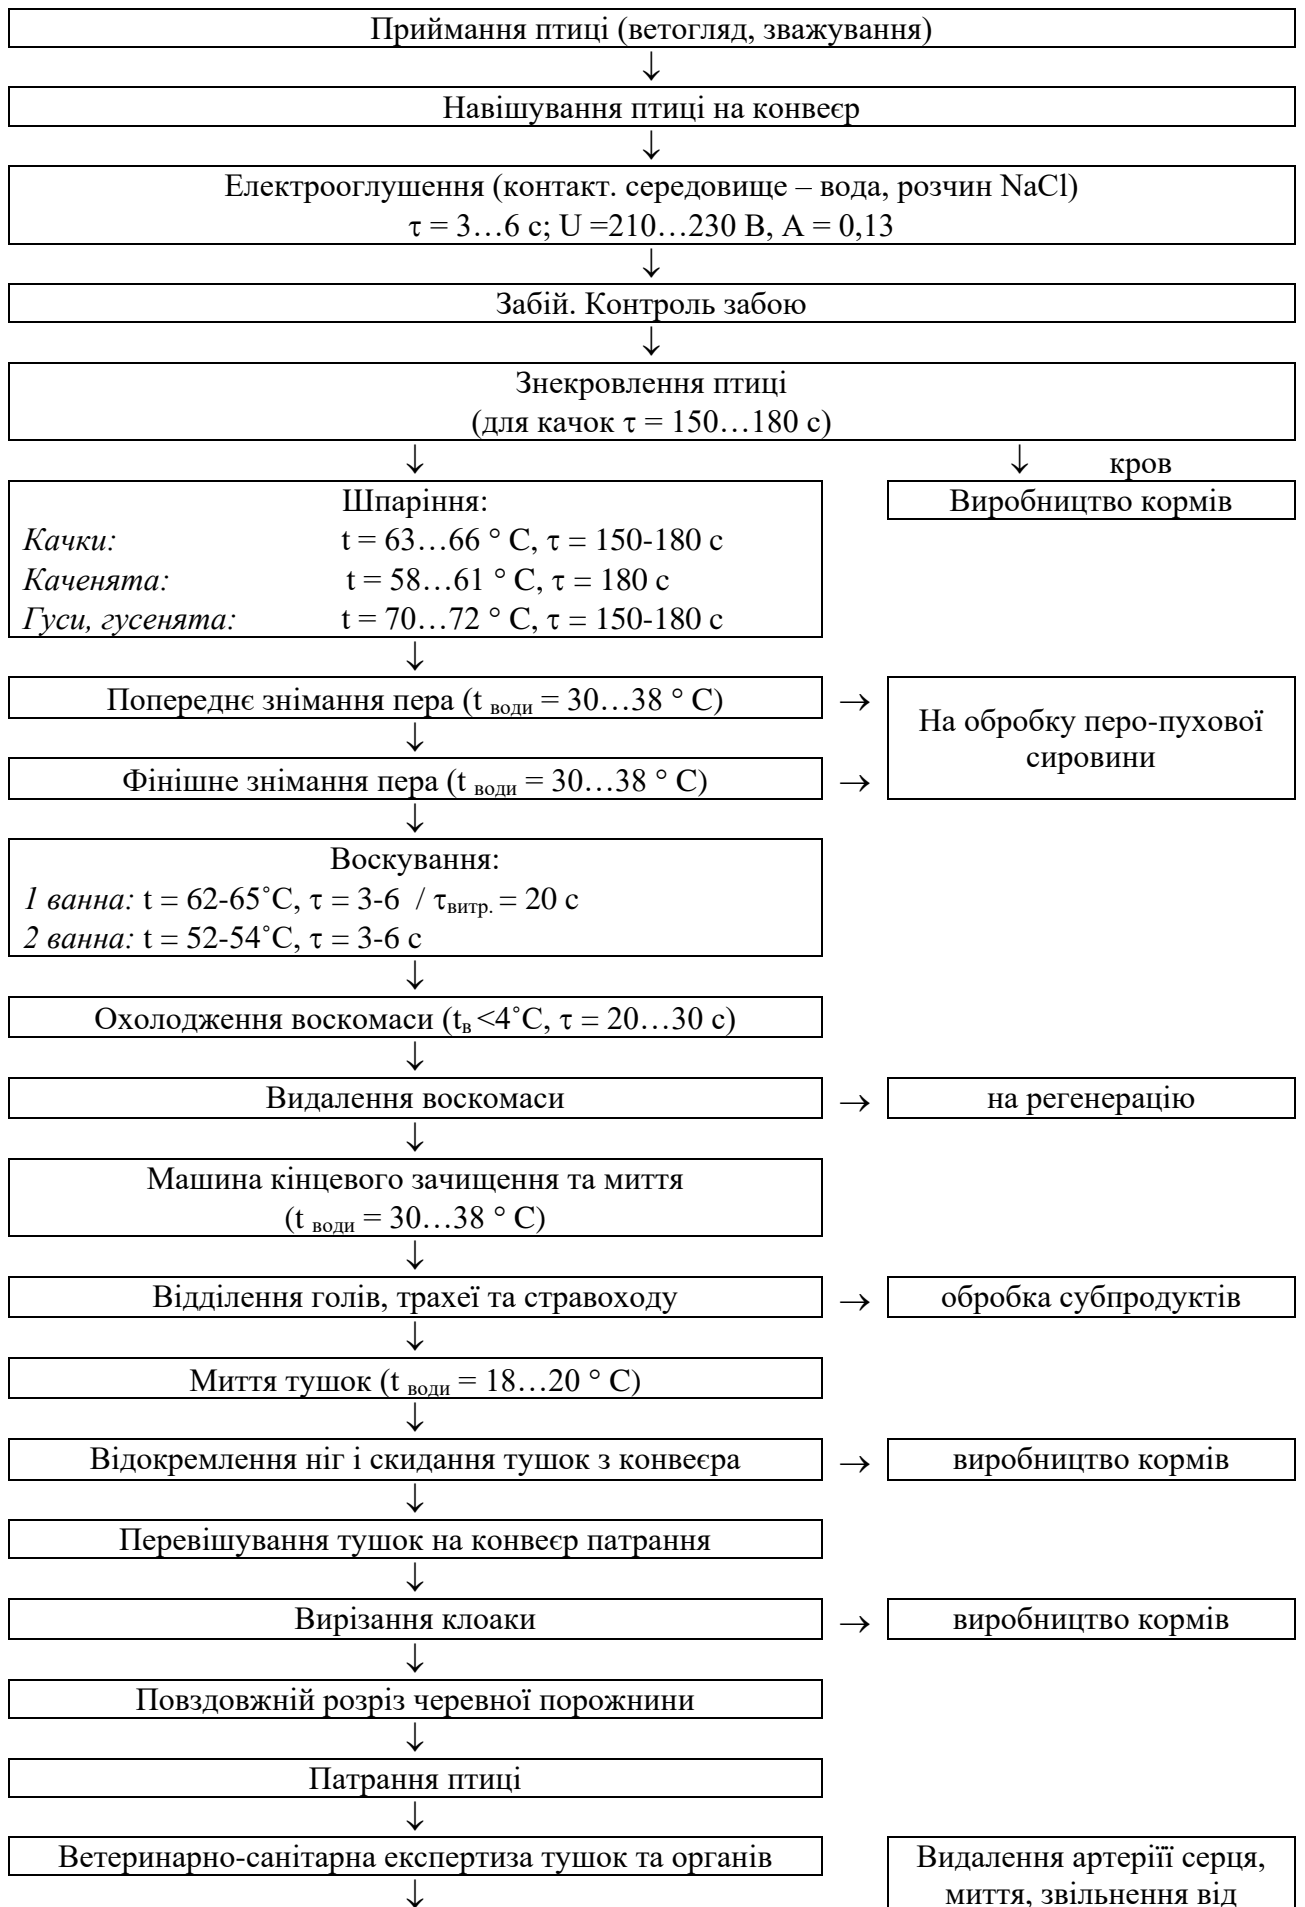 Приймання птиці (ветогляд, зважування)
↓
Навішування птиці на конвеєр
↓
Електрооглушення (контакт. середовище – вода, розчин NaCl)
τ = 3…6 с; U =210…230 В, А = 0,13
↓
Забій. Контроль забою
↓
Знекровлення птиці
(для качок τ = 150…180 с)
↓ ↓ кров
Шпаріння:
Качки: t = 63…66 ° С, τ = 150-180 с
Каченята: t = 58…61 ° С, τ = 180 с
Гуси, гусенята: t = 70…72 ° С, τ = 150-180 с
Виробництво кормів
↓
Попереднє знімання пера (t води = 30…38 ° С) →
↓
Фінішне знімання пера (t води = 30…38 ° С) →
На обробку перо-пухової
сировини
↓
Воскування:
1 ванна: t = 62-65˚С, τ = 3-6 / τвитр. = 20 с
2 ванна: t = 52-54˚С, τ = 3-6 с
↓
Охолодження воскомаси (tв <4˚С, τ = 20…30 с)
↓
Видалення воскомаси → на регенерацію
↓
Машина кінцевого зачищення та миття
(t води = 30…38 ° С)
↓
Відділення голів, трахеї та стравоходу → обробка субпродуктів
↓
Миття тушок (t води = 18…20 ° С)
↓
Відокремлення ніг і скидання тушок з конвеєра → виробництво кормів
↓
Перевішування тушок на конвеєр патрання
↓
Вирізання клоаки → виробництво кормів
↓
Повздовжній розріз черевної порожнини
↓
Патрання птиці
↓
Ветеринарно-санітарна експертиза тушок та органів
↓
Видалення артеріїї серця,
миття, звільнення від